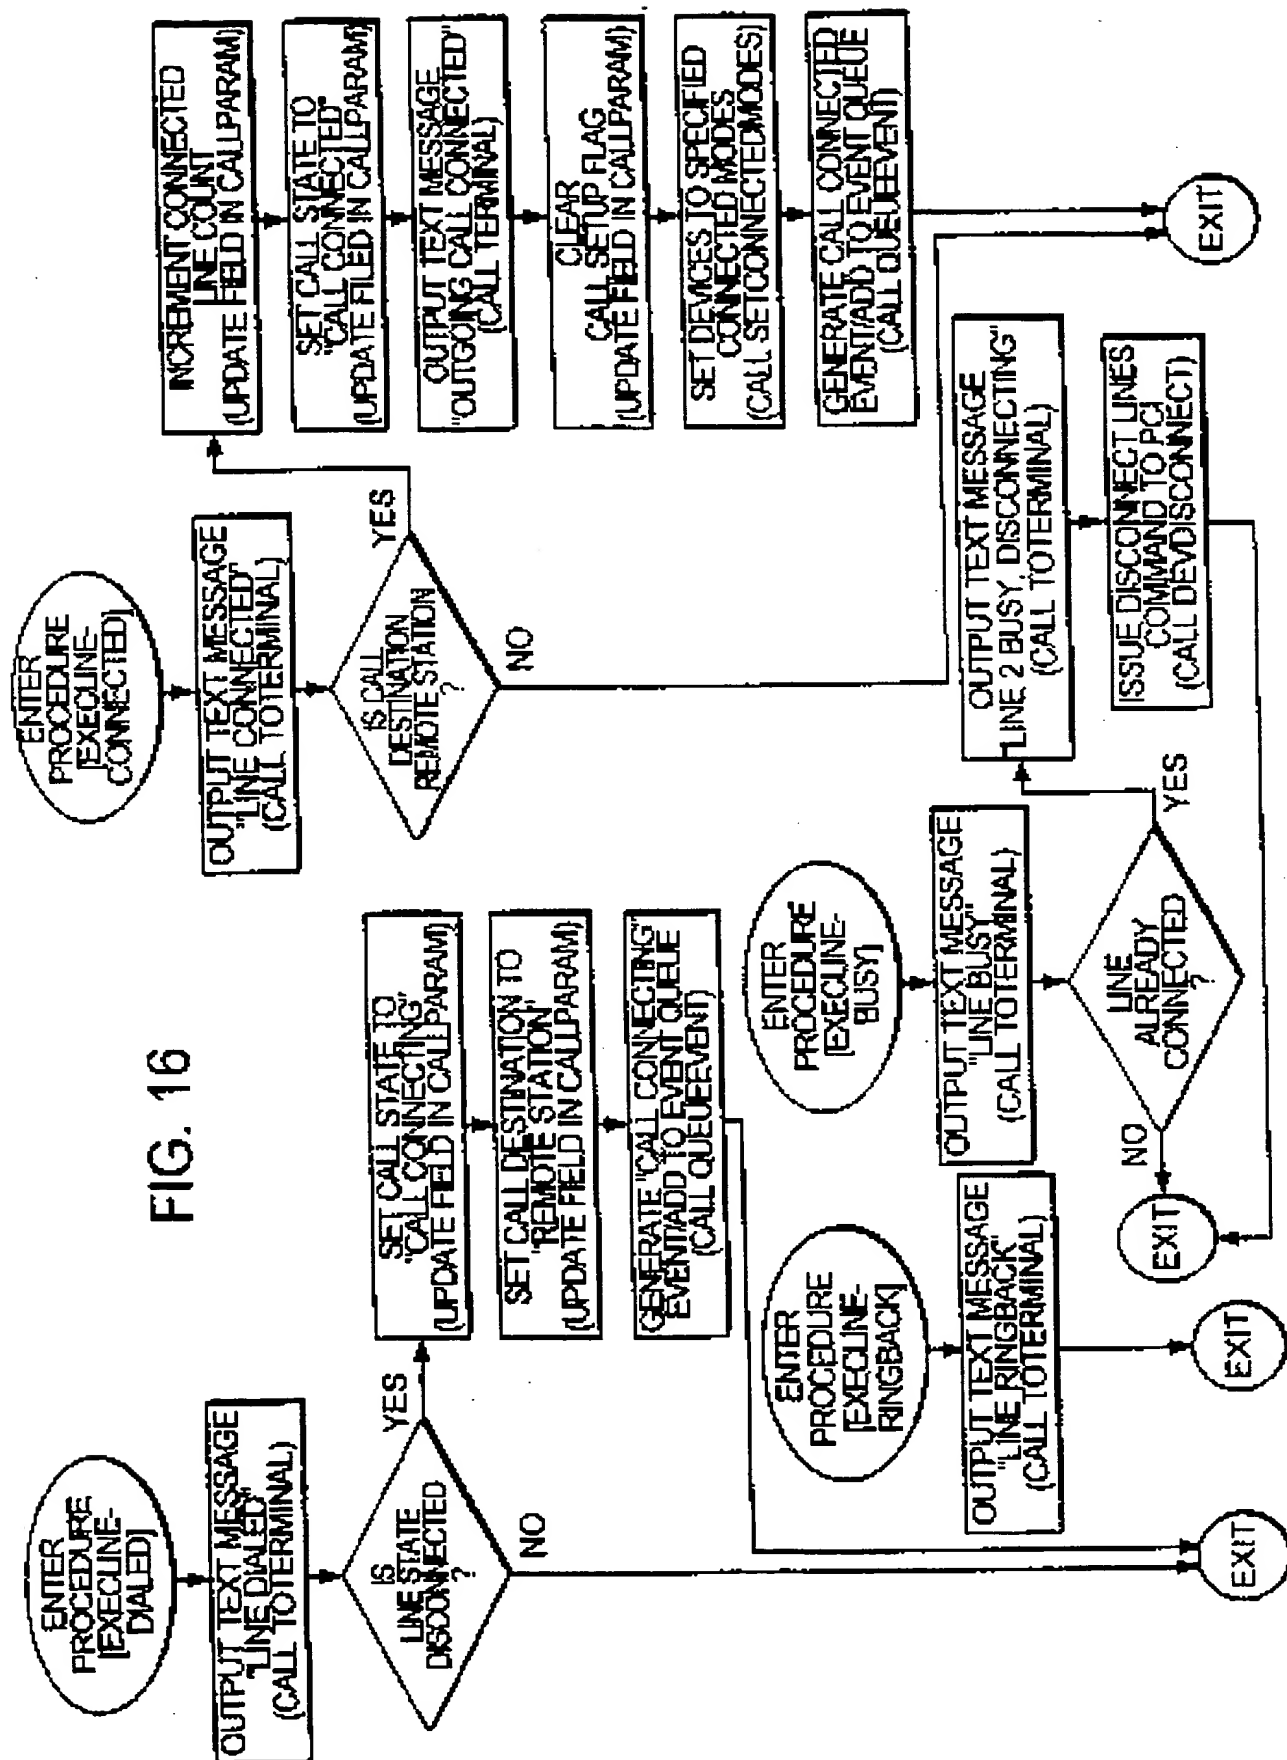 FIG. 16
ENTER
PROCEDURE
[EXECLINE-
DIALED]
OUTPUT TEXT MESSAGE
"LINE DIALED"
(CALL TOTERMINAL)
IS
LINE STATE
DISCONNECTED
?
YES
NO
SET CALL STATE TO
"CALL CONNECTING"
(UPDATE FIELD IN CALLPARAM)
SET CALL DESTINATION TO
"REMOTE STATION"
(UPDATE FIELD IN CALLPARAM)
GENERATE "CALL CONNECTING"
EVENT/ADD TO EVENT QUEUE
(CALL QUEUEEVENT)
EXIT
ENTER
PROCEDURE
[EXECLINE-
RINGBACK]
OUTPUT TEXT MESSAGE
"LINE RINGBACK"
(CALL TOTERMINAL)
EXIT
ENTER
PROCEDURE
[EXECLINE-
BUSY]
OUTPUT TEXT MESSAGE
"LINE BUSY"
(CALL TOTERMINAL)
LINE
ALREADY
CONNECTED
?
NO
YES
EXIT
OUTPUT TEXT MESSAGE
"LINE 2 BUSY, DISCONNECTING"
(CALL TOTERMINAL)
ISSUE DISCONNECT LINES
COMMAND TO PCI
(CALL DEVDISCONNECT)
ENTER
PROCEDURE
[EXECLINE-
CONNECTED]
OUTPUT TEXT MESSAGE
"LINE CONNECTED"
(CALL TOTERMINAL)
IS CALL
DESTINATION
REMOTE STATION
?
YES
NO
INCREMENT CONNECTED
LINE COUNT
(UPDATE FIELD IN CALLPARAM)
SET CALL STATE TO
"CALL CONNECTED"
(UPDATE FILED IN CALLPARAM)
OUTPUT TEXT MESSAGE
"OUTGOING CALL CONNECTED"
(CALL TERMINAL)
CLEAR
CALL SETUP FLAG
(UPDATE FIELD IN CALLPARAM)
SET DEVICES TO SPECIFIED
CONNECTED MODES
(CALL SETCONNECTEDMODES)
GENERATE CALL CONNECTED
EVENT/ADD TO EVENT QUEUE
(CALL QUEUEEVENT)
EXIT